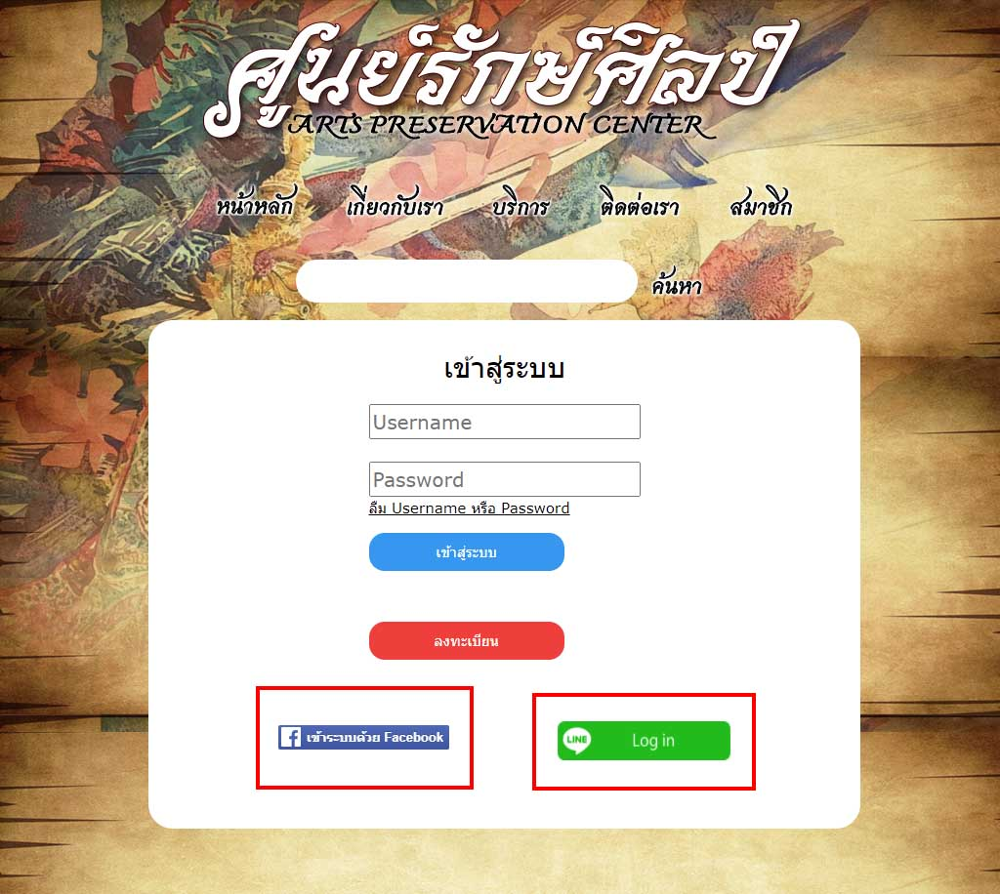 ศูนย์รักษ์ศิลป์
ARTS PRESERVATION CENTER
หน้าหลัก เกี่ยวกับเรา บริการ ติดต่อเรา สมาชิก
ค้นหา
เข้าสู่ระบบ
Username
Password
ลืม Username หรือ Password
เข้าสู่ระบบ
ลงทะเบียน
f เข้าระบบด้วย Facebook
LINE Log in